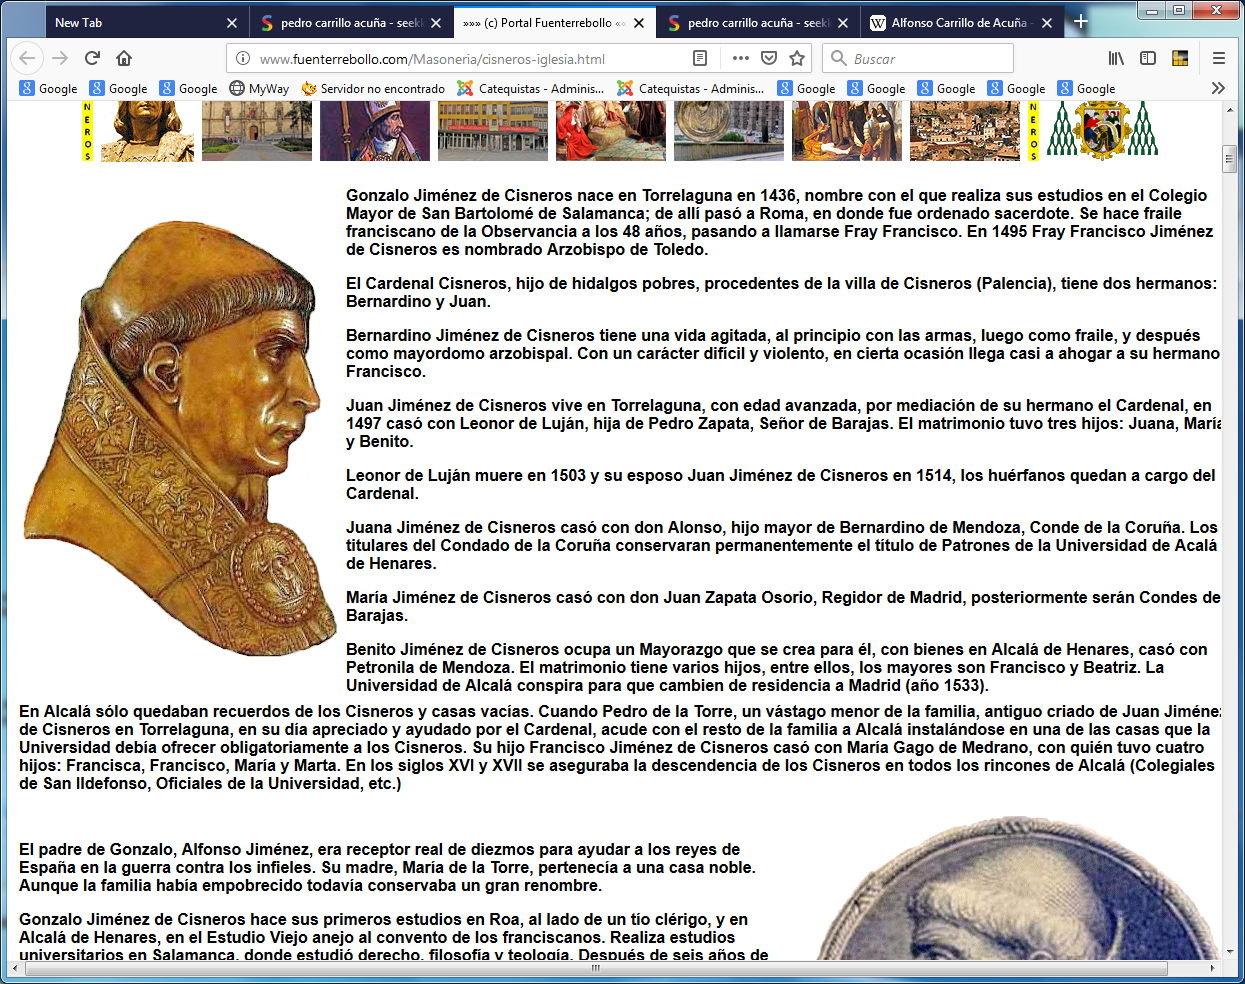 New Tab
pedro carrillo acuña - seek
»»» (c) Portal Fuenterrebollo ««
pedro carrillo acuña - seek
Alfonso Carrillo de Acuña -
www.fuenterrebollo.com/Masoneria/cisneros-iglesia.html
Buscar
Google
Google
Google
MyWay
Servidor no encontrado
Catequistas - Adminis...
Catequistas - Adminis...
Google
Google
Google
Google
Google
NEROS
NEROS
Gonzalo Jiménez de Cisneros nace en Torrelaguna en 1436, nombre con el que realiza sus estudios en el Colegio
Mayor de San Bartolomé de Salamanca; de allí pasó a Roma, en donde fue ordenado sacerdote. Se hace fraile
franciscano de la Observancia a los 48 años, pasando a llamarse Fray Francisco. En 1495 Fray Francisco Jiménez
de Cisneros es nombrado Arzobispo de Toledo.
El Cardenal Cisneros, hijo de hidalgos pobres, procedentes de la villa de Cisneros (Palencia), tiene dos hermanos:
Bernardino y Juan.
Bernardino Jiménez de Cisneros tiene una vida agitada, al principio con las armas, luego como fraile, y después
como mayordomo arzobispal. Con un carácter difícil y violento, en cierta ocasión llega casi a ahogar a su hermano
Francisco.
Juan Jiménez de Cisneros vive en Torrelaguna, con edad avanzada, por mediación de su hermano el Cardenal, en
1497 casó con Leonor de Luján, hija de Pedro Zapata, Señor de Barajas. El matrimonio tuvo tres hijos: Juana, María
y Benito.
Leonor de Luján muere en 1503 y su esposo Juan Jiménez de Cisneros en 1514, los huérfanos quedan a cargo del
Cardenal.
Juana Jiménez de Cisneros casó con don Alonso, hijo mayor de Bernardino de Mendoza, Conde de la Coruña. Los
titulares del Condado de la Coruña conservaran permanentemente el título de Patrones de la Universidad de Acalá
de Henares.
María Jiménez de Cisneros casó con don Juan Zapata Osorio, Regidor de Madrid, posteriormente serán Condes de
Barajas.
Benito Jiménez de Cisneros ocupa un Mayorazgo que se crea para él, con bienes en Alcalá de Henares, casó con
Petronila de Mendoza. El matrimonio tiene varios hijos, entre ellos, los mayores son Francisco y Beatriz. La
Universidad de Alcalá conspira para que cambien de residencia a Madrid (año 1533).
En Alcalá sólo quedaban recuerdos de los Cisneros y casas vacías. Cuando Pedro de la Torre, un vástago menor de la familia, antiguo criado de Juan Jiménez
de Cisneros en Torrelaguna, en su día apreciado y ayudado por el Cardenal, acude con el resto de la familia a Alcalá instalándose en una de las casas que la
Universidad debía ofrecer obligatoriamente a los Cisneros. Su hijo Francisco Jiménez de Cisneros casó con María Gago de Medrano, con quién tuvo cuatro
hijos: Francisca, Francisco, María y Marta. En los siglos XVI y XVII se aseguraba la descendencia de los Cisneros en todos los rincones de Alcalá (Colegiales
de San Ildefonso, Oficiales de la Universidad, etc.)
El padre de Gonzalo, Alfonso Jiménez, era receptor real de diezmos para ayudar a los reyes de
España en la guerra contra los infieles. Su madre, María de la Torre, pertenecía a una casa noble.
Aunque la familia había empobrecido todavía conservaba un gran renombre.
Gonzalo Jiménez de Cisneros hace sus primeros estudios en Roa, al lado de un tío clérigo, y en
Alcalá de Henares, en el Estudio Viejo anejo al convento de los franciscanos. Realiza estudios
universitarios en Salamanca, donde estudió derecho, filosofía y teología. Después de seis años de